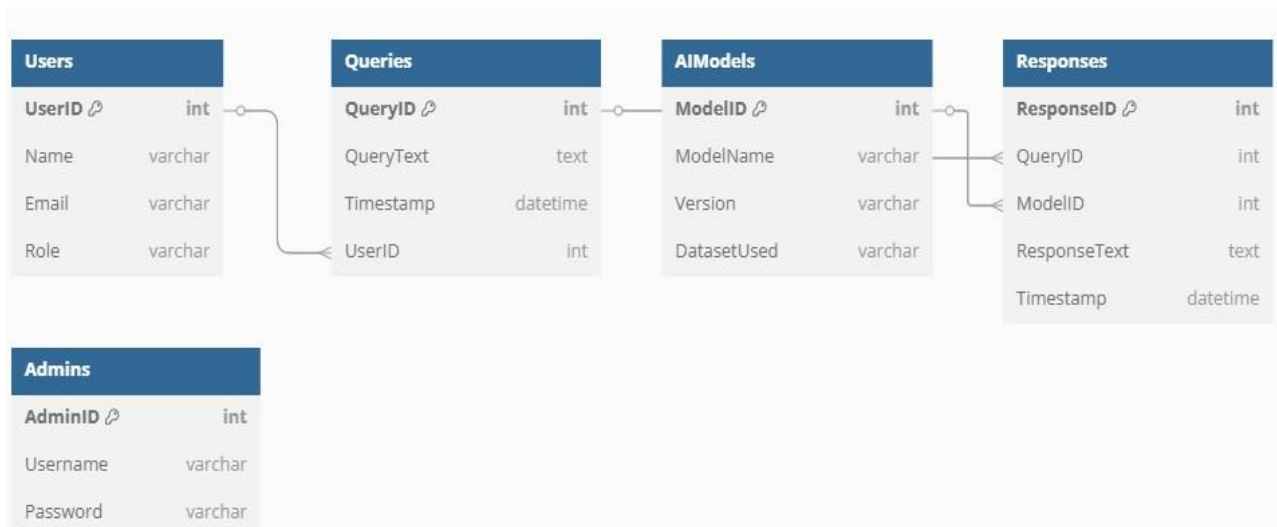 Users
UserID int
Name varchar
Email varchar
Role varchar
Queries
QueryID int
QueryText text
Timestamp datetime
UserID int
AIModels
ModelID int
ModelName varchar
Version varchar
DatasetUsed varchar
Responses
ResponseID int
QueryID int
ModelID int
ResponseText text
Timestamp datetime
Admins
AdminID int
Username varchar
Password varchar